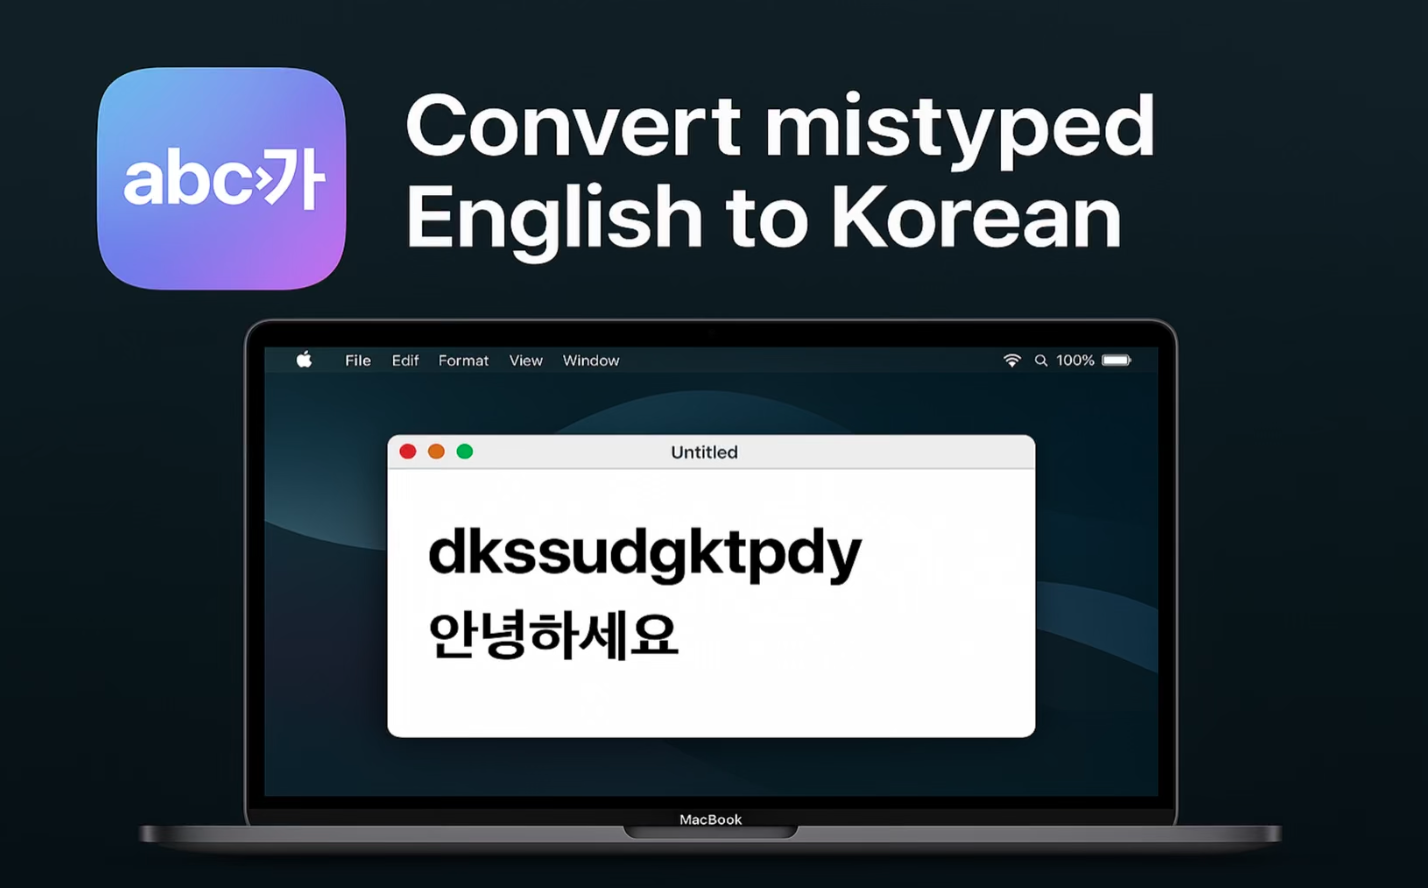 abc›가
Convert mistyped
English to Korean
File Edif Format View Window
100%
Untitled
dkssudgktpdy
안녕하세요
MacBook